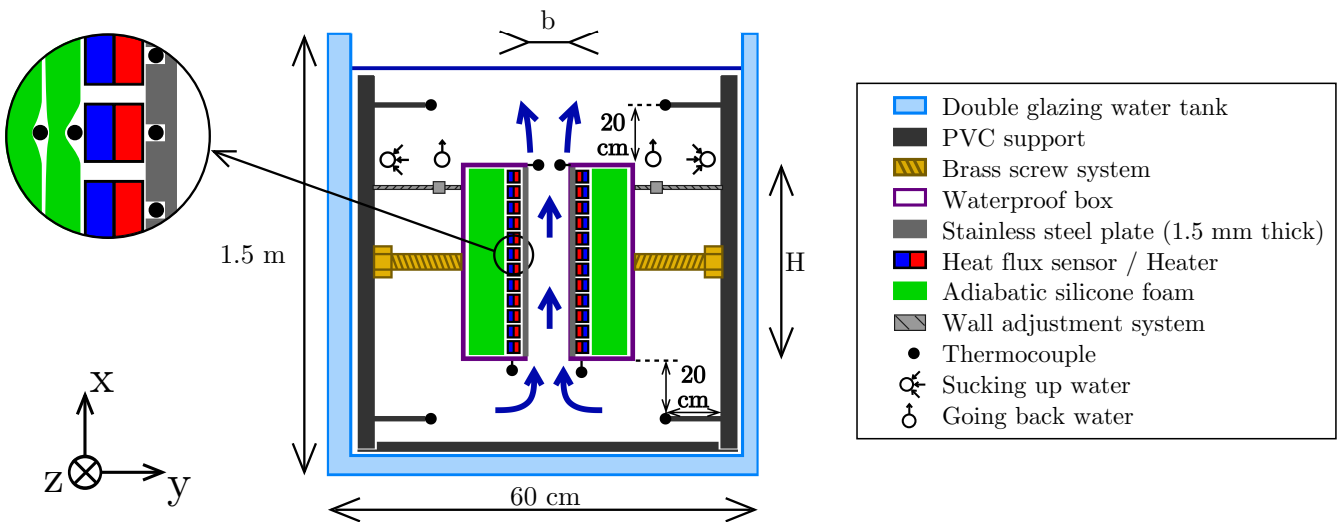 b
20
cm
1.5 m
H
20
cm
60 cm
x
z
y
Double glazing water tank
PVC support
Brass screw system
Waterproof box
Stainless steel plate (1.5 mm thick)
Heat flux sensor / Heater
Adiabatic silicone foam
Wall adjustment system
Thermocouple
Sucking up water
Going back water